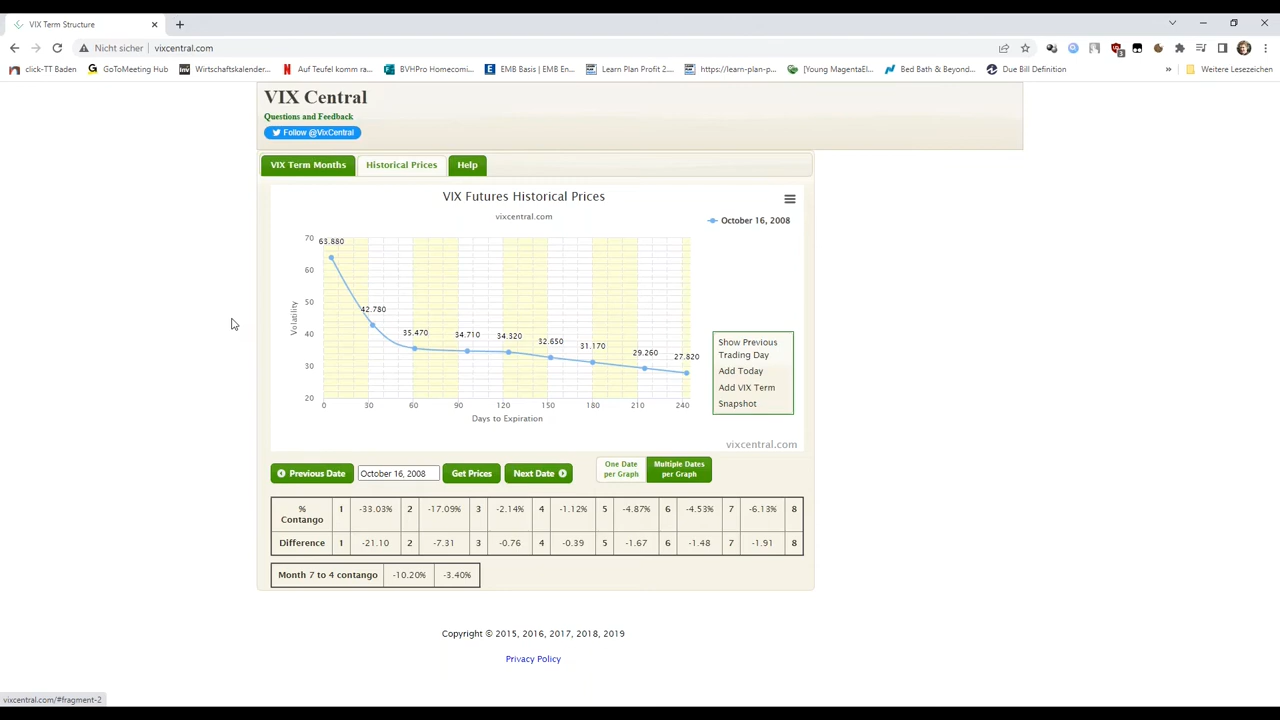 VIX Term Structure
Nicht sicher
vixcentral.com
click-TT Baden
GoToMeeting Hub
Wirtschaftskalender...
Auf Teufel komm ra...
BVHPro Homecomi...
EMB Basis | EMB En...
Learn Plan Profit 2....
https://learn-plan-p...
[Young MagentaEl...
Bed Bath & Beyond...
Due Bill Definition
»
Weitere Lesezeichen
VIX Central
Questions and Feedback
Follow @VixCentral
VIX Term Months
Historical Prices
Help
VIX Futures Historical Prices
vixcentral.com
October 16, 2008
70
60
50
40
30
20
Volatility
63.880
42.780
35.470
34.710
34.320
32.650
31.170
29.260
27.820
0 30 60 90 120 150 180 210 240
Days to Expiration
Show Previous
Trading Day
Add Today
Add VIX Term
Snapshot
vixcentral.com
Previous Date
October 16, 2008
Get Prices
Next Date
One Date
per Graph
Multiple Dates
per Graph
%
Contango
1 -33.03% 2 -17.09% 3 -2.14% 4 -1.12% 5 -4.87% 6 -4.53% 7 -6.13% 8
Difference 1 -21.10 2 -7.31 3 -0.76 4 -0.39 5 -1.67 6 -1.48 7 -1.91 8
Month 7 to 4 contango -10.20% -3.40%
Copyright © 2015, 2016, 2017, 2018, 2019
Privacy Policy
vixcentral.com/#fragment-2